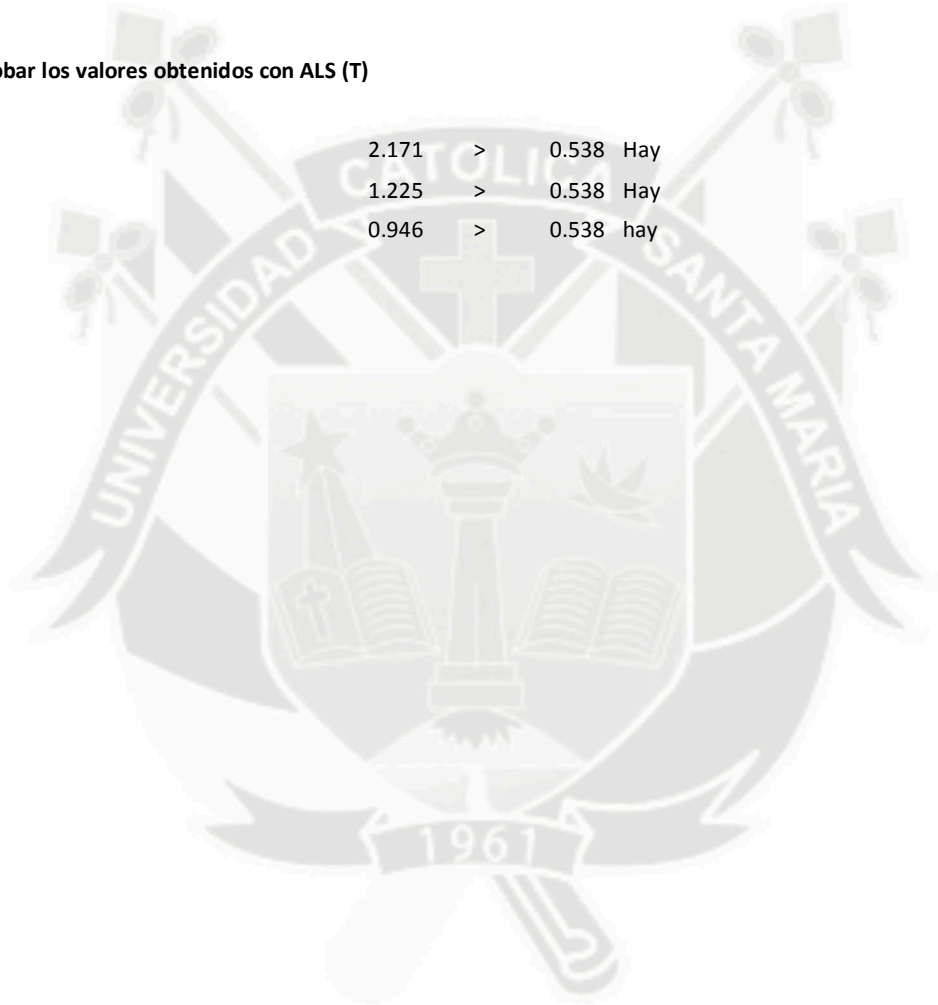 bar los valores obtenidos con ALS (T)
2.171 > 0.538 Hay
1.225 > 0.538 Hay
0.946 > 0.538 hay
UNIVERSIDAD CATOLICA SANTA MARIA
1961